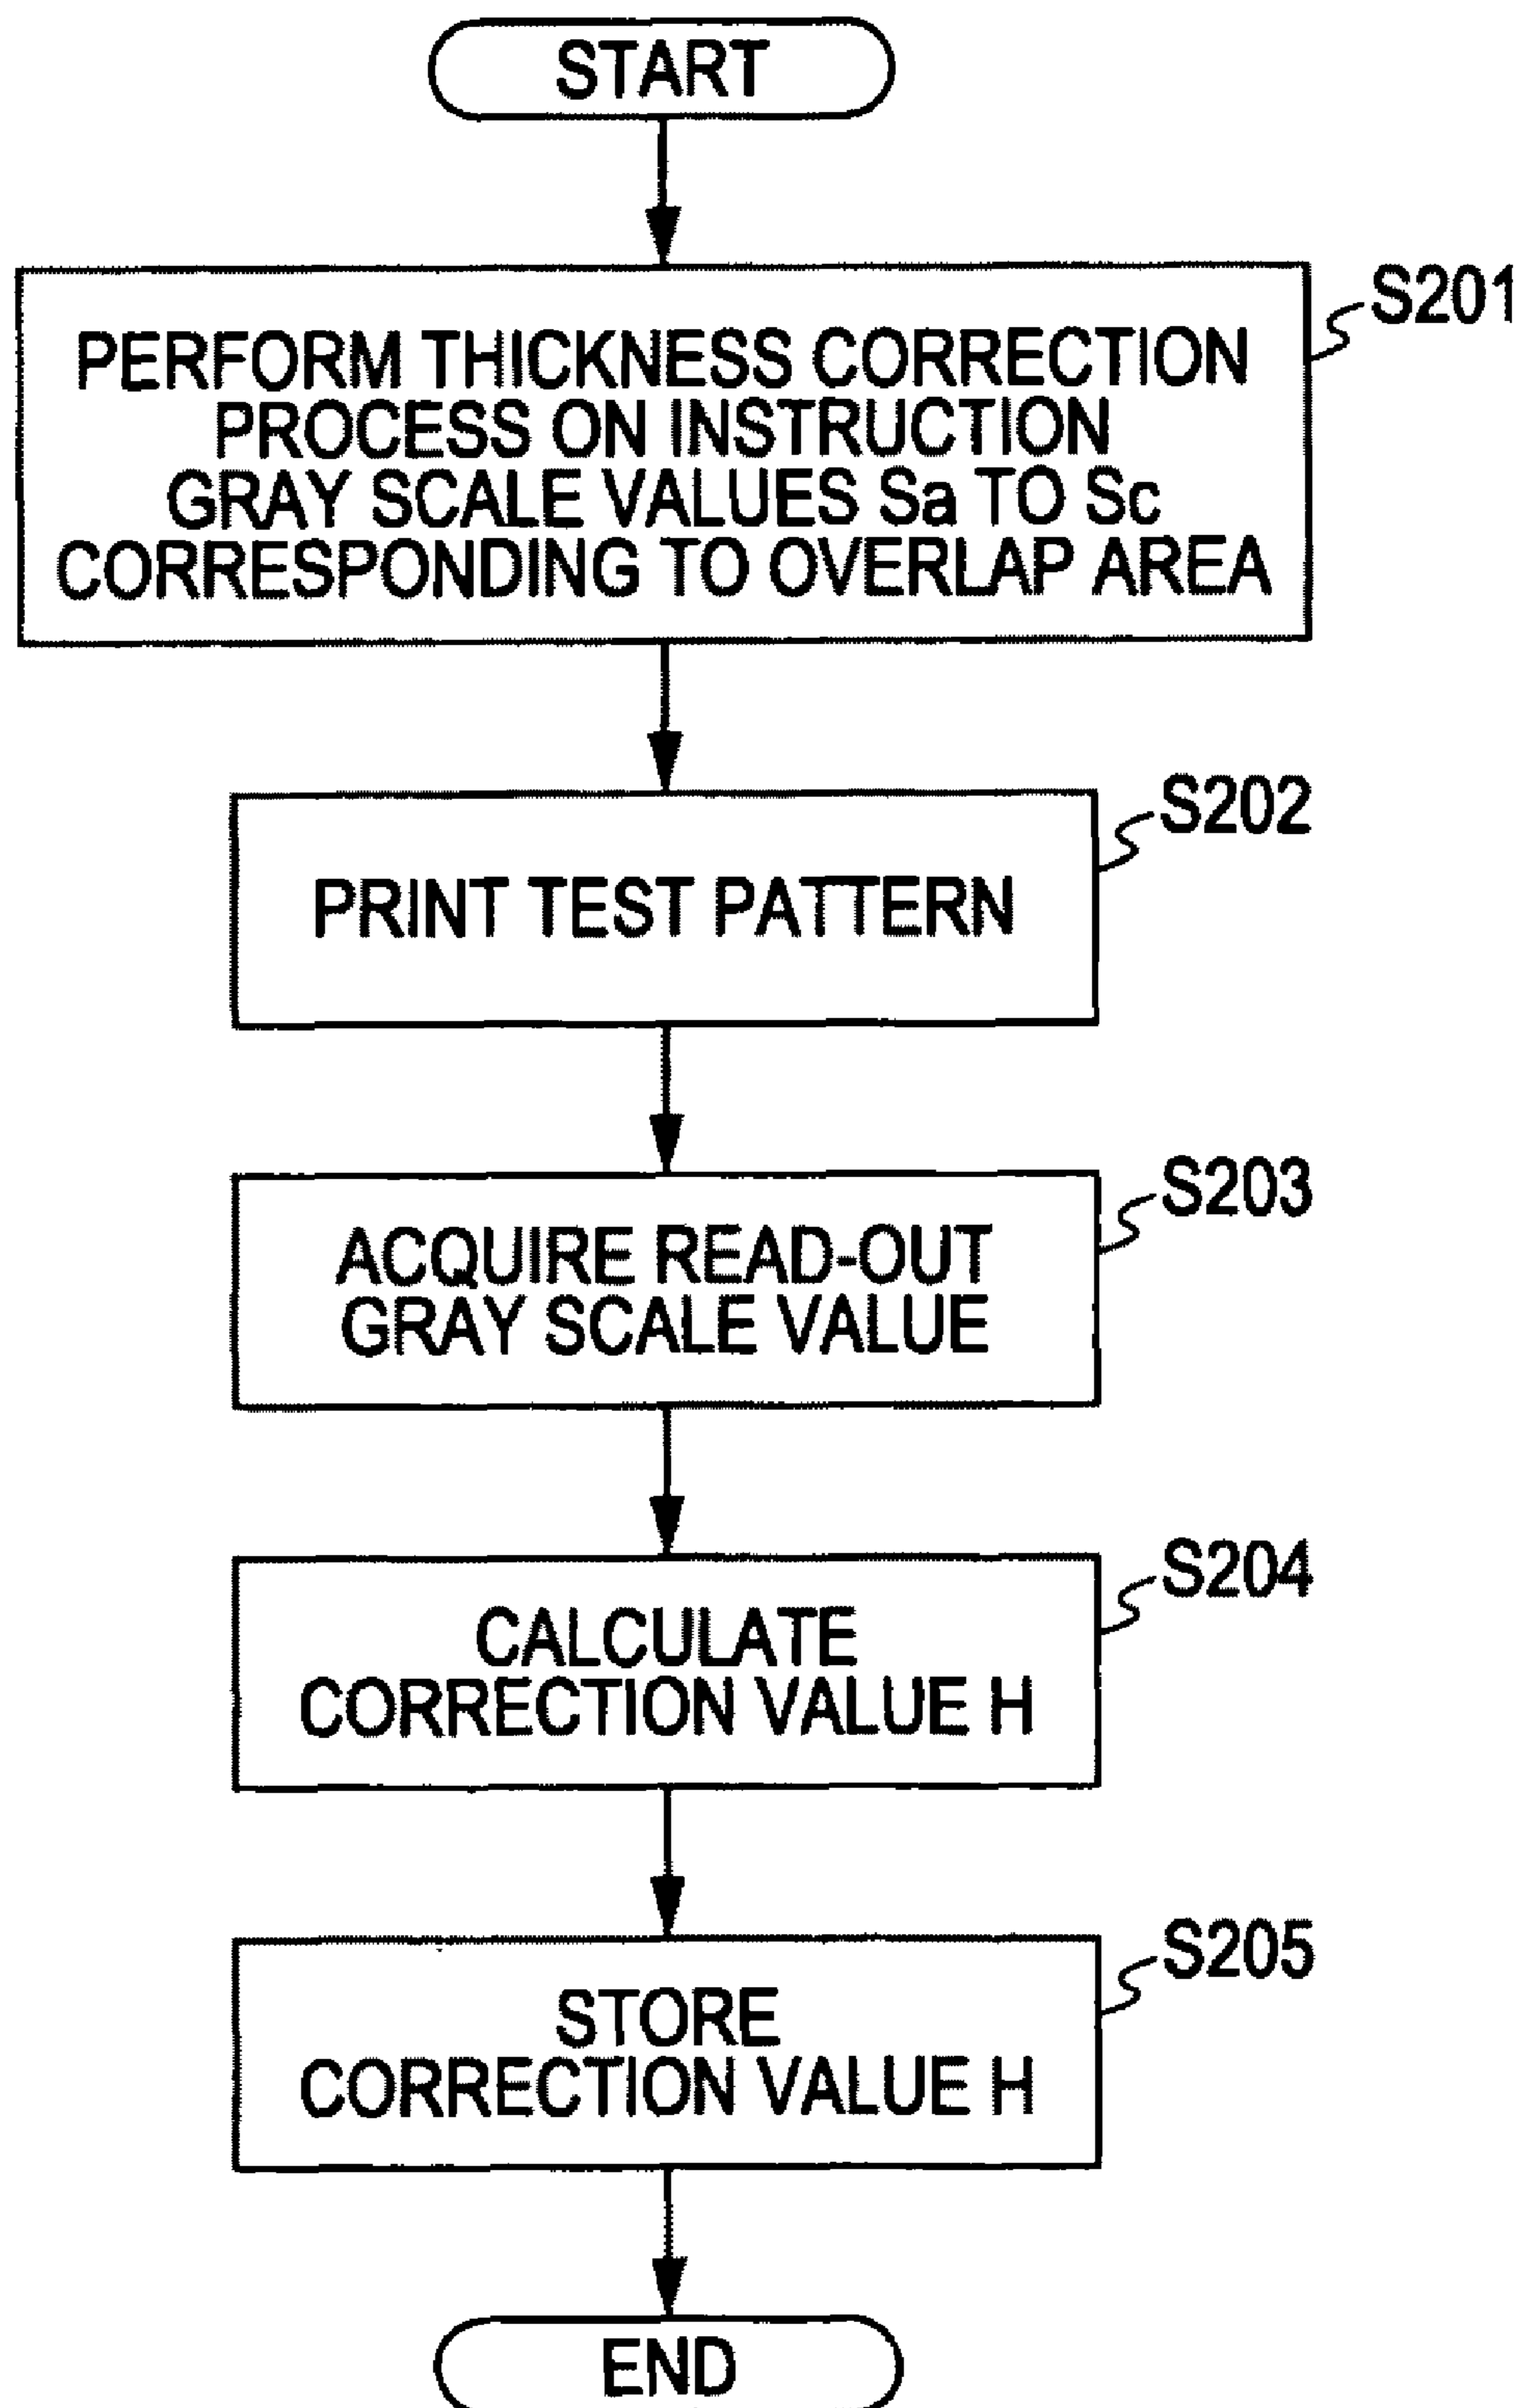 START
S201
PERFORM THICKNESS CORRECTION
PROCESS ON INSTRUCTION
GRAY SCALE VALUES Sa TO Sc
CORRESPONDING TO OVERLAP AREA
S202
PRINT TEST PATTERN
S203
ACQUIRE READ-OUT
GRAY SCALE VALUE
S204
CALCULATE
CORRECTION VALUE H
S205
STORE
CORRECTION VALUE H
END